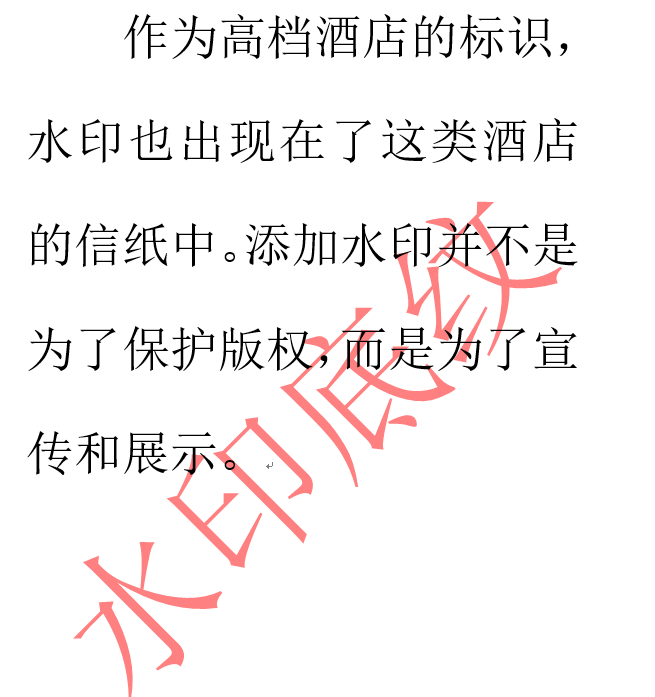 作为高档酒店的标识，
水印也出现在了这类酒店
的信纸中。添加水印并不是
为了保护版权，而是为了宣
传和展示。
水印底纹